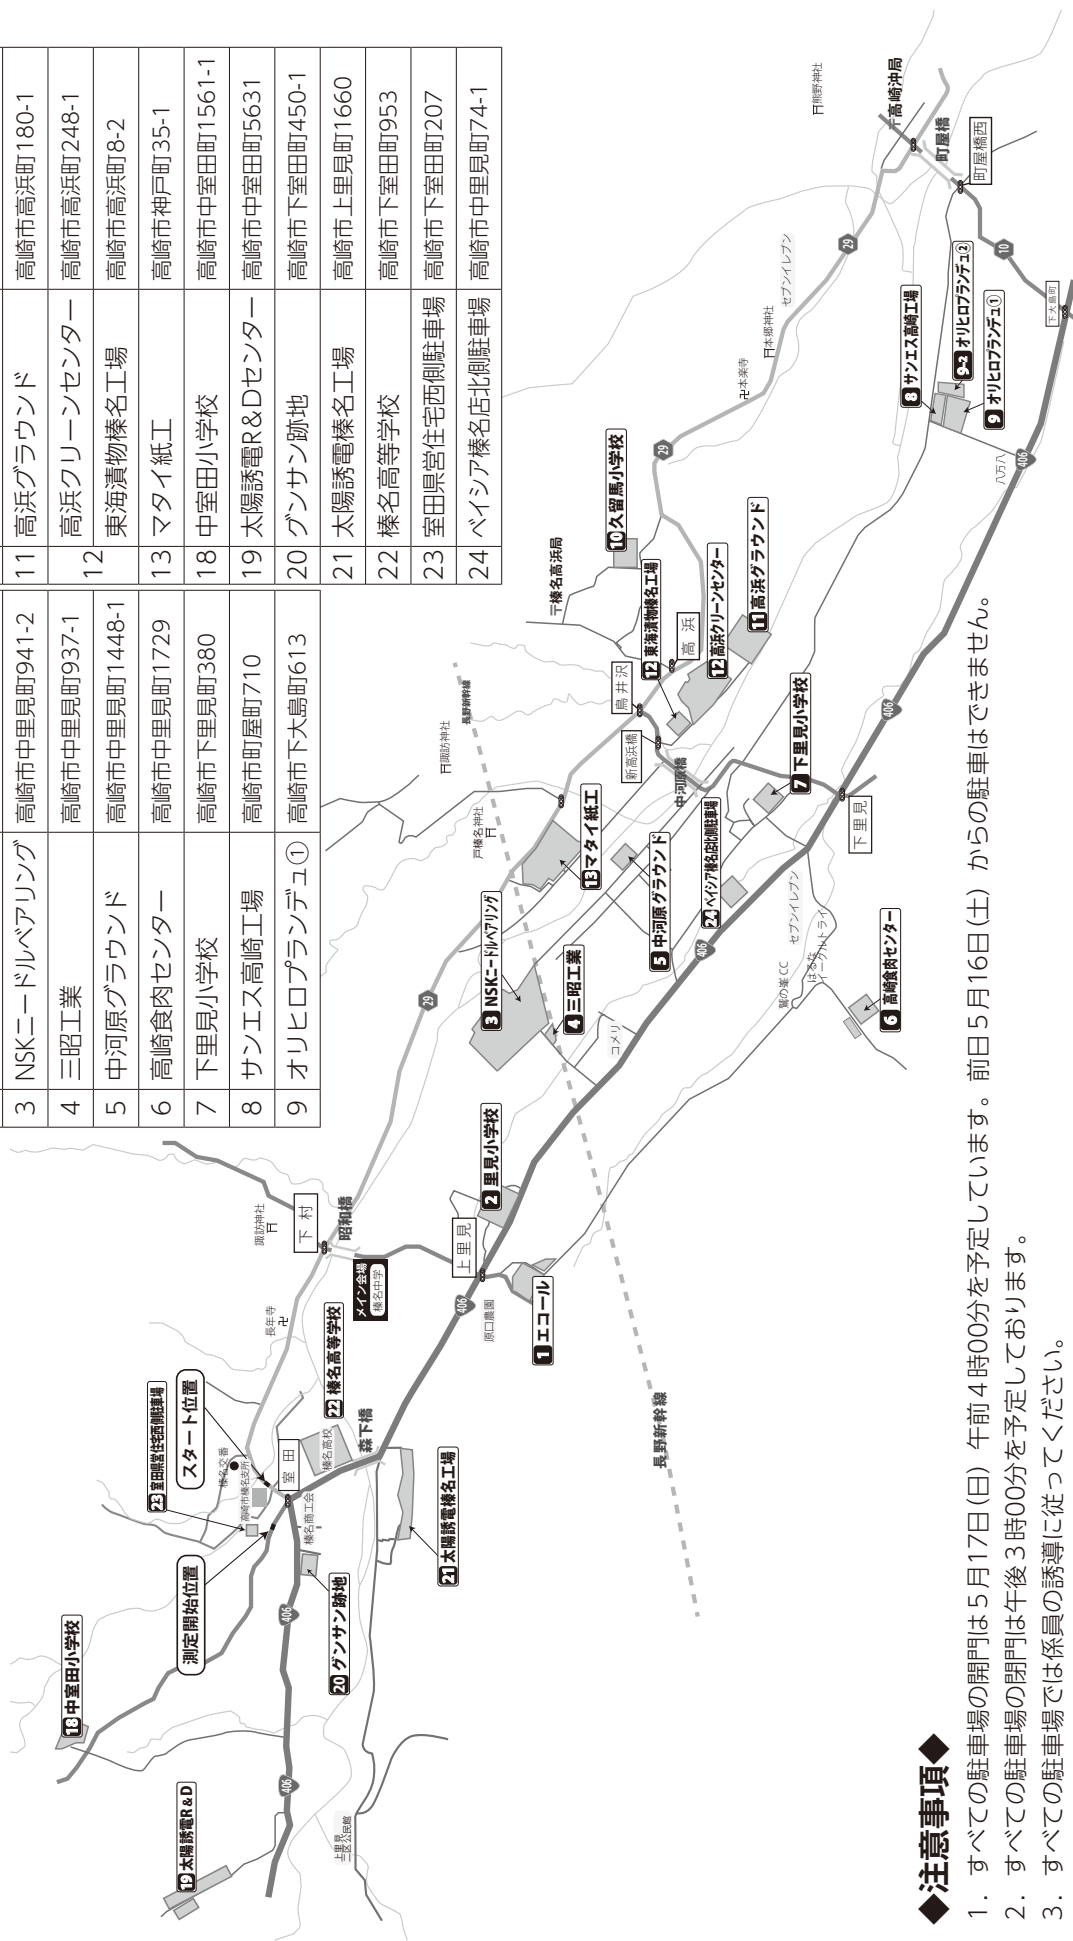 3 NSKニードルベアリング 高崎市中里見町941-2
4 三昭工業 高崎市中里見町937-1
5 中河原グラウンド 高崎市中里見町1448-1
6 高崎食肉センター 高崎市中里見町1729
7 下里見小学校 高崎市下里見町380
8 サンエス高崎工場 高崎市町屋町710
9 オリヒロプランデュ① 高崎市下大島町613
11 高浜グラウンド 高崎市高浜町180-1
12 高浜クリーンセンター 高崎市高浜町248-1
東海漬物榛名工場 高崎市高浜町8-2
13 マタイ紙工 高崎市神戸町35-1
18 中室田小学校 高崎市中室田町1561-1
19 太陽誘電R&Dセンター 高崎市中室田町5631
20 グンサン跡地 高崎市下室田町450-1
21 太陽誘電榛名工場 高崎市上里見町1660
22 榛名高等学校 高崎市下室田町953
23 室田県営住宅西側駐車場 高崎市下室田町207
24 ベイシア榛名店北側駐車場 高崎市中里見町74-1
18 中室田小学校
19 太陽誘電R&D
406
上里見
三区公民館
測定開始位置
スタート位置
23 室田県営住宅西側駐車場
榛名交番
高崎市榛名支所
室田
榛名商工会
406
20 グンサン跡地
21 太陽誘電榛名工場
22 榛名高等学校
榛名高校
森下橋
長年寺
諏訪神社
下村
昭和橋
メイン会場
榛名中学
上里見
406
原口農園
1 エコール
2 里見小学校
長野新幹線
29
3 NSKニードルベアリング
4 三昭工業
コメリ
戸榛名神社
諏訪神社
長野新幹線
13 マタイ紙工
5 中河原グラウンド
24 ベイシア榛名店北側駐車場
406
セブンイレブン
鷲の峯CC
はるな
イーグルトライ
6 高崎食肉センター
中河原橋
新高浜橋
烏井沢
高浜
〒榛名高浜局
10 久留馬小学校
12 東海漬物榛名工場
12 高浜クリーンセンター
11 高浜グラウンド
7 下里見小学校
下里見
406
29
卍本楽寺
本郷神社
セブンイレブン
29
熊野神社
〒高崎沖局
町屋橋
町屋橋西
10
下大島町
8 サンエス高崎工場
9-2 オリヒロプランデュ②
9 オリヒロプランデュ①
八万八
406
◆注意事項◆
1. すべての駐車場の開門は5月17日(日)午前4時00分を予定しています。前日5月16日(土)からの駐車はできません。
2. すべての駐車場の閉門は午後3時00分を予定しております。
3. すべての駐車場では係員の誘導に従ってください。